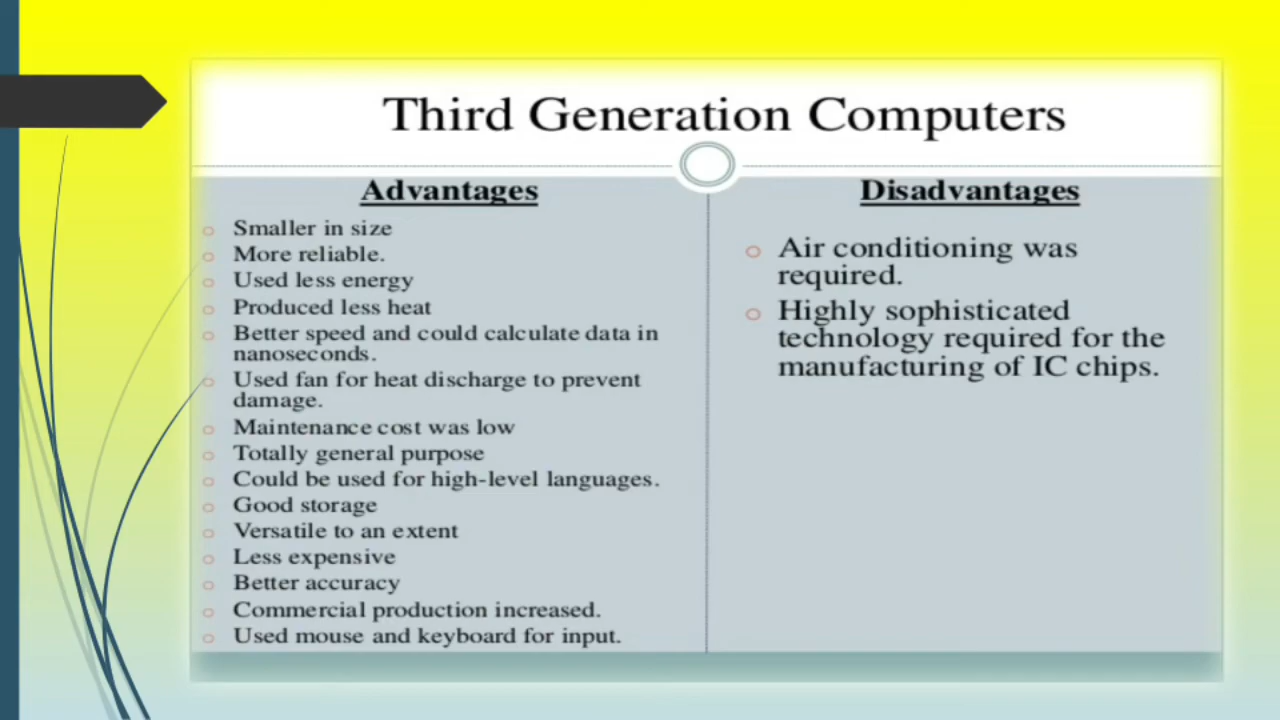 Third Generation Computers
Advantages
Smaller in size
More reliable.
Used less energy
Produced less heat
Better speed and could calculate data in
nanoseconds.
Used fan for heat discharge to prevent
damage.
Maintenance cost was low
Totally general purpose
Could be used for high-level languages.
Good storage
Versatile to an extent
Less expensive
Better accuracy
Commercial production increased.
Used mouse and keyboard for input.
Disadvantages
Air conditioning was
required.
Highly sophisticated
technology required for the
manufacturing of IC chips.